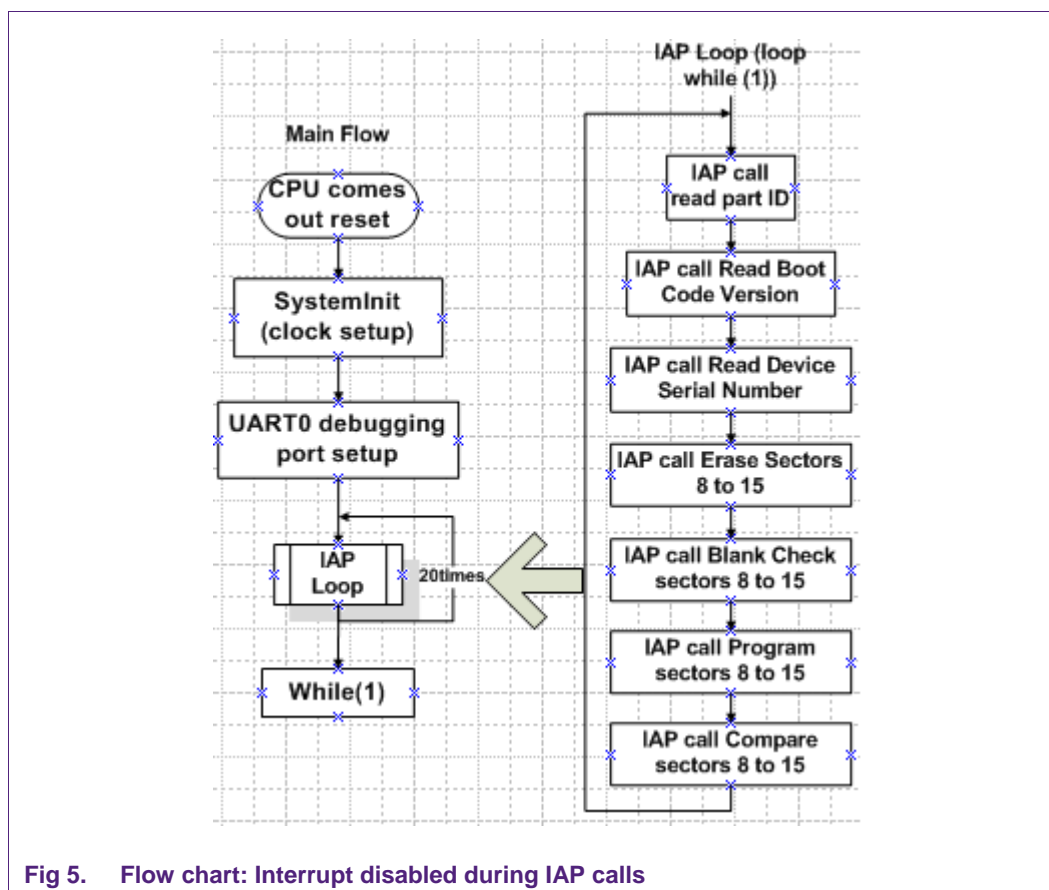 Main Flow
CPU comes
out reset
SystemInit
(clock setup)
UART0 debugging
port setup
IAP
Loop
20times
While(1)
IAP Loop (loop
while (1))
IAP call
read part ID
IAP call Read Boot
Code Version
IAP call Read Device
Serial Number
IAP call Erase Sectors
8 to 15
IAP call Blank Check
sectors 8 to 15
IAP call Program
sectors 8 to 15
IAP call Compare
sectors 8 to 15
Fig 5. Flow chart: Interrupt disabled during IAP calls